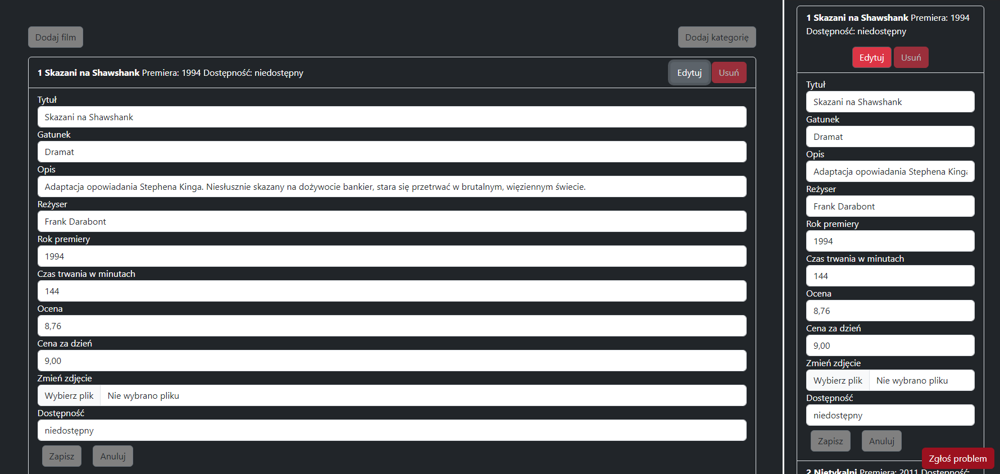 Dodaj film
Dodaj kategorię
1 Skazani na Shawshank Premiera: 1994 Dostępność: niedostępny
Edytuj
Usuń
Tytuł
Skazani na Shawshank
Gatunek
Dramat
Opis
Adaptacja opowiadania Stephena Kinga. Niesłusznie skazany na dożywocie bankier, stara się przetrwać w brutalnym, więziennym świecie.
Reżyser
Frank Darabont
Rok premiery
1994
Czas trwania w minutach
144
Ocena
8,76
Cena za dzień
9,00
Zmień zdjęcie
Wybierz plik Nie wybrano pliku
Dostępność
niedostępny
Zapisz
Anuluj
1 Skazani na Shawshank Premiera: 1994
Dostępność: niedostępny
Edytuj
Usuń
Tytuł
Skazani na Shawshank
Gatunek
Dramat
Opis
Adaptacja opowiadania Stephena Kinga
Reżyser
Frank Darabont
Rok premiery
1994
Czas trwania w minutach
144
Ocena
8,76
Cena za dzień
9,00
Zmień zdjęcie
Wybierz plik Nie wybrano pliku
Dostępność
niedostępny
Zapisz
Anuluj
Zgłoś problem
2 Nietykalni Premiera: 2011 Dostępność: